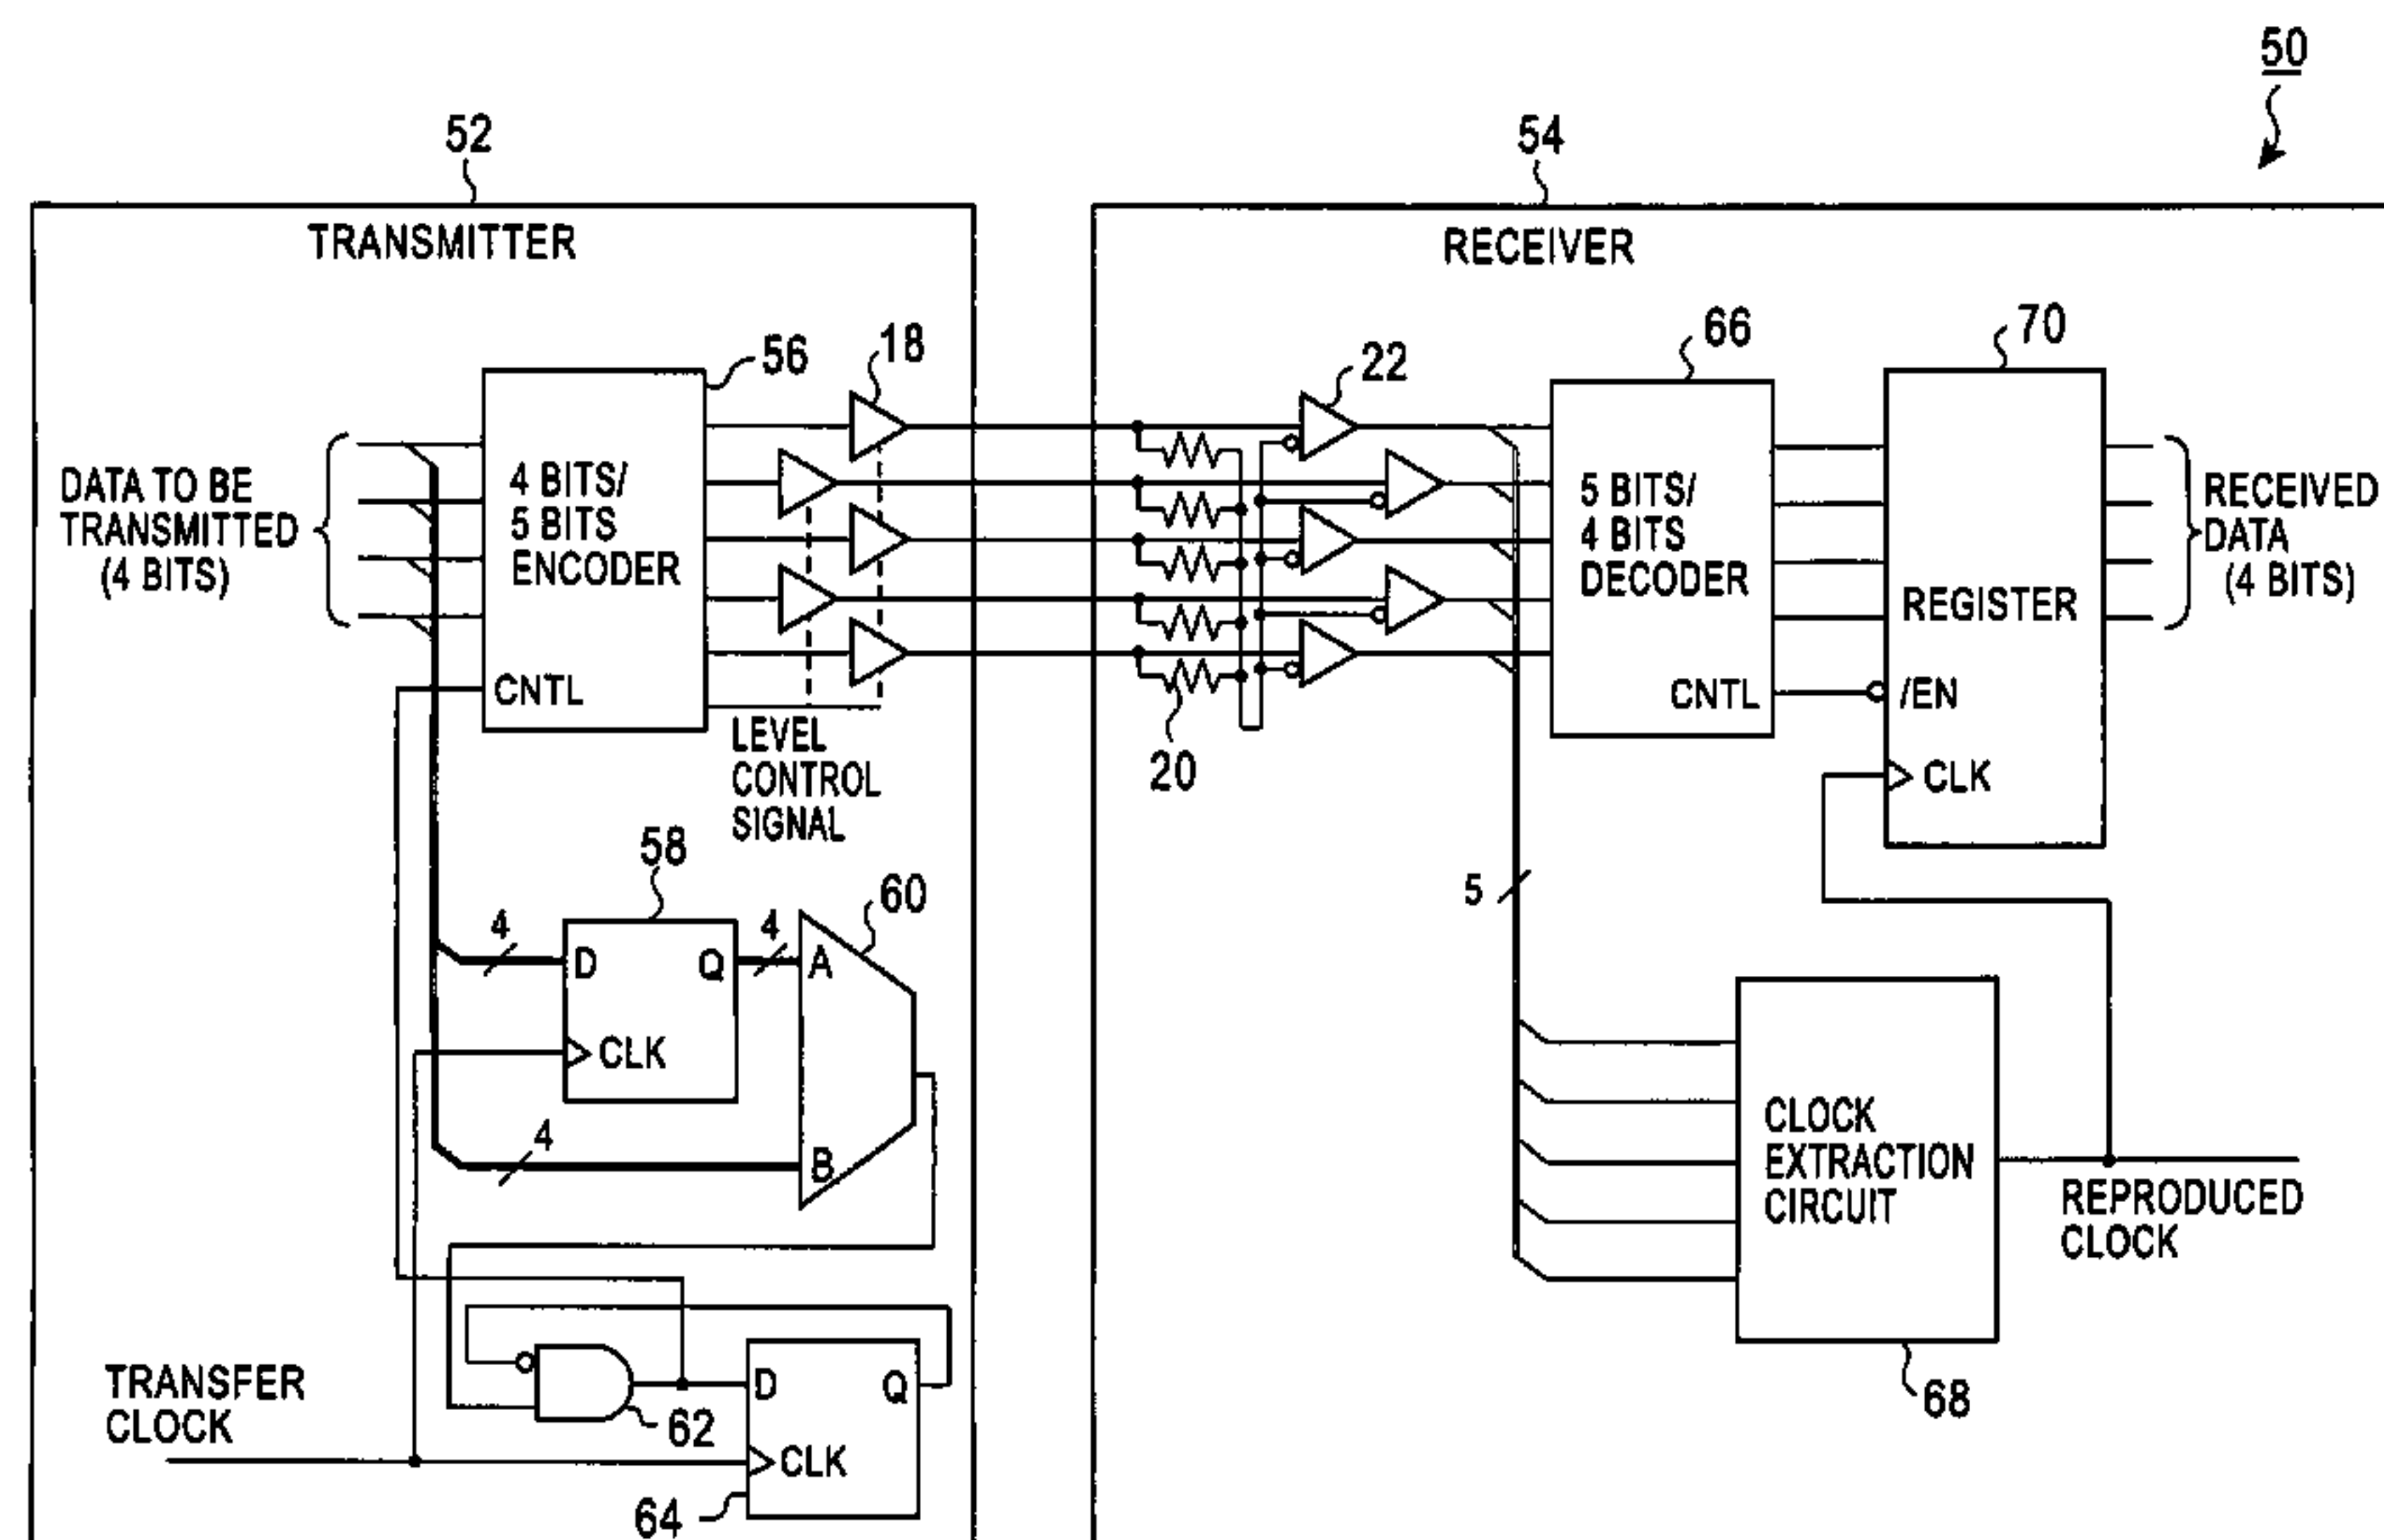 50
52
54
TRANSMITTER
RECEIVER
56
18
22
66
70
DATA TO BE
TRANSMITTED
(4 BITS)
4 BITS/
5 BITS
ENCODER
CNTL
LEVEL
CONTROL
SIGNAL
20
5 BITS/
4 BITS
DECODER
CNTL
REGISTER
/EN
CLK
RECEIVED
DATA
(4 BITS)
58
60
4
D
Q
CLK
4
A
B
4
5
CLOCK
EXTRACTION
CIRCUIT
REPRODUCED
CLOCK
68
TRANSFER
CLOCK
62
D
Q
CLK
64